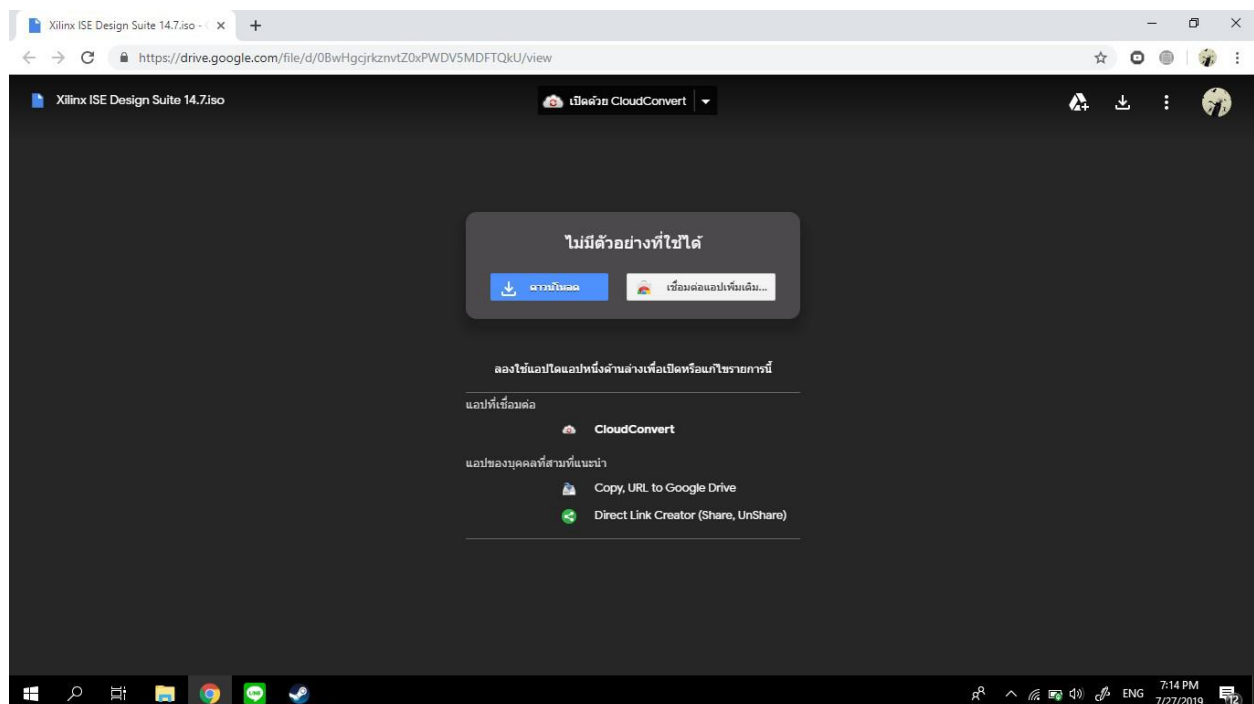 Xilinx ISE Design Suite 14.7.iso -
https://drive.google.com/file/d/0BwHgcjrkznvtZ0xPWDV5MDFTQkU/view
Xilinx ISE Design Suite 14.7.iso
เปิดด้วย CloudConvert
ไม่มีตัวอย่างที่ใช้ได้
ดาวน์โหลด
เชื่อมต่อแอปเพิ่มเติม...
ลองใช้แอปใดแอปหนึ่งด้านล่างเพื่อเปิดหรือแก้ไขรายการนี้
แอปที่เชื่อมต่อ
CloudConvert
แอปของบุคคลที่สามที่แนะนำ
Copy, URL to Google Drive
Direct Link Creator (Share, UnShare)
LINE
ENG
7:14 PM
7/27/2019
12